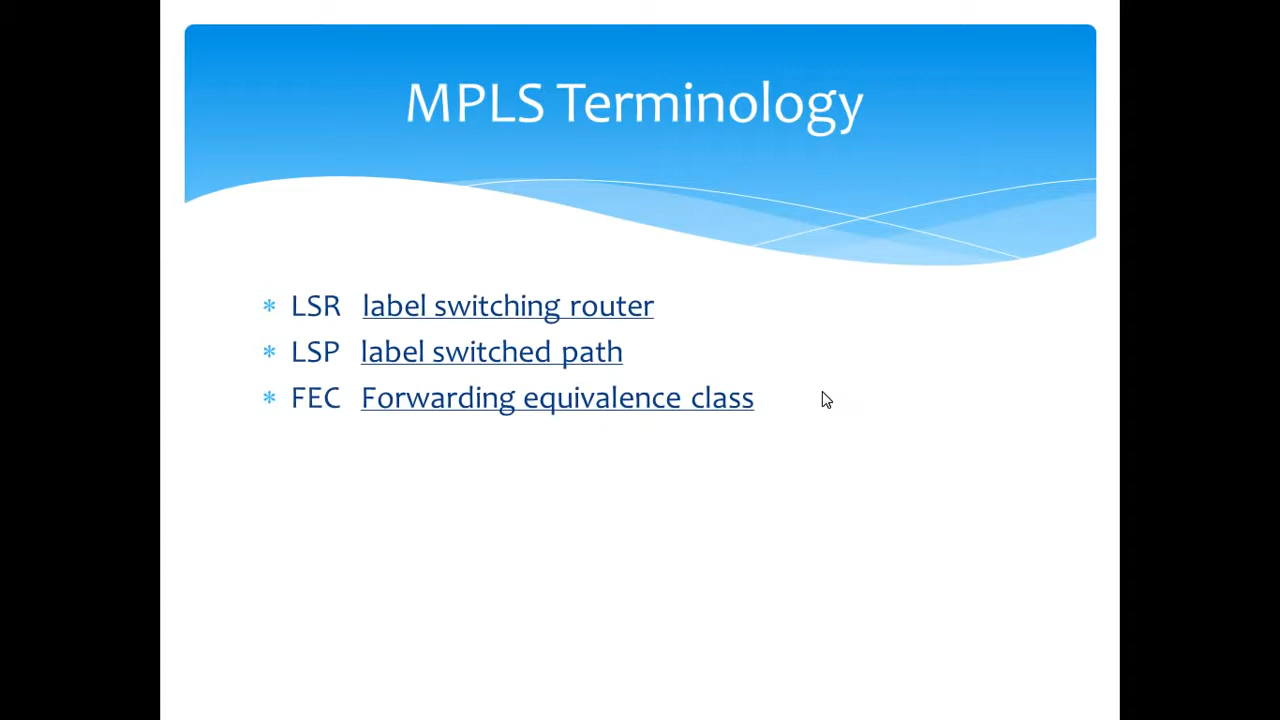 MPLS Terminology
* LSR label switching router
* LSP label switched path
* FEC Forwarding equivalence class